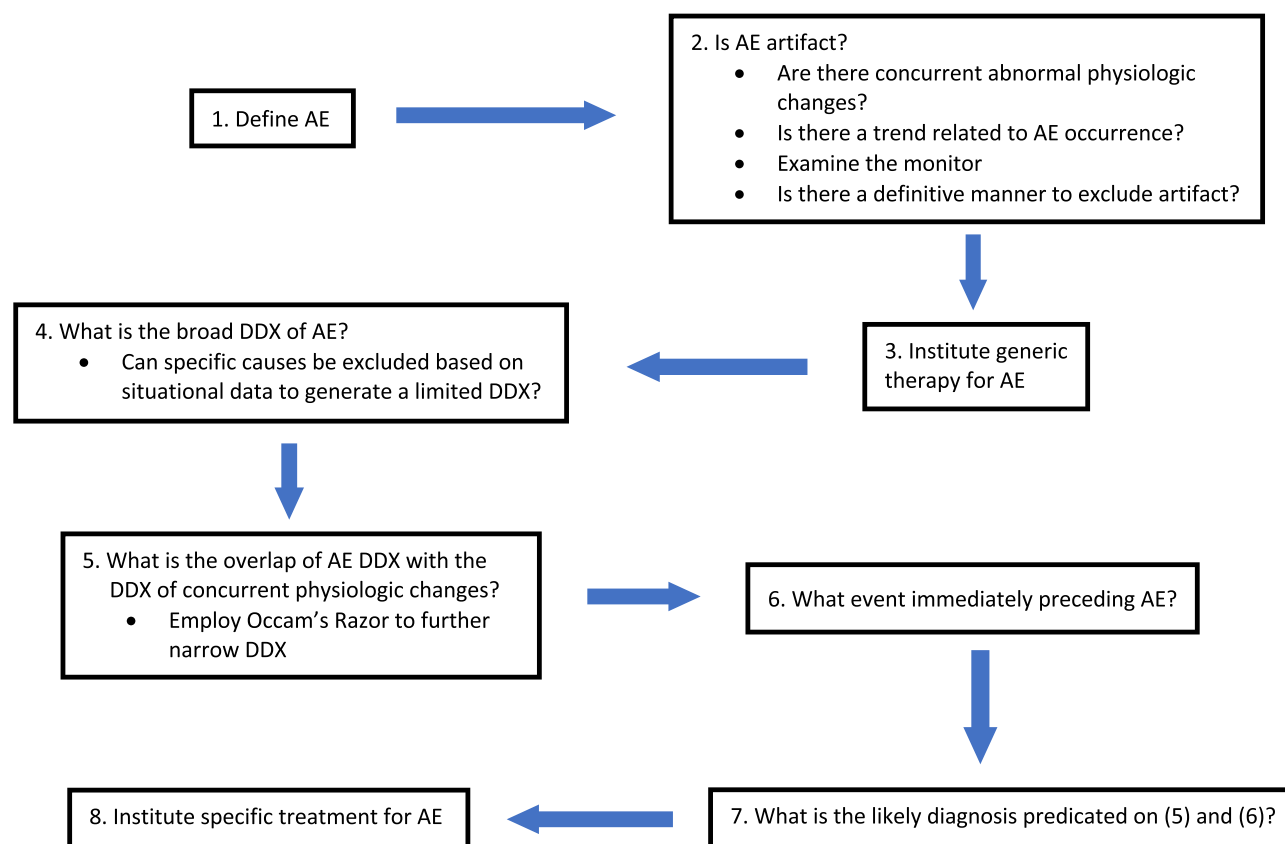 1. Define AE
2. Is AE artifact?
• Are there concurrent abnormal physiologic
changes?
• Is there a trend related to AE occurrence?
• Examine the monitor
• Is there a definitive manner to exclude artifact?
3. Institute generic
therapy for AE
4. What is the broad DDX of AE?
• Can specific causes be excluded based on
situational data to generate a limited DDX?
5. What is the overlap of AE DDX with the
DDX of concurrent physiologic changes?
• Employ Occam’s Razor to further
narrow DDX
6. What event immediately preceding AE?
7. What is the likely diagnosis predicated on (5) and (6)?
8. Institute specific treatment for AE